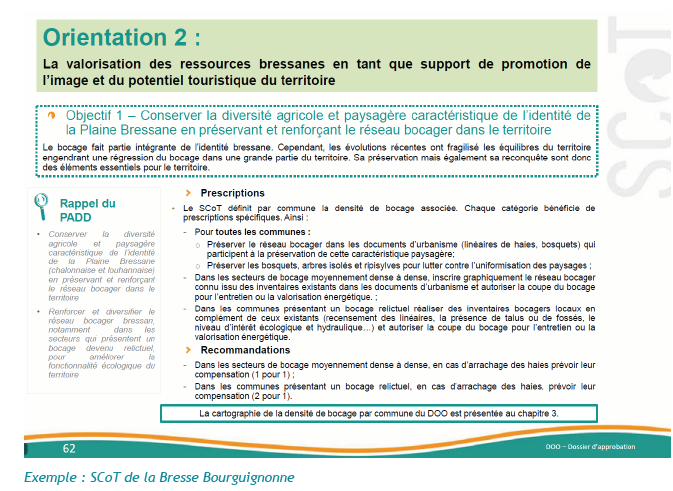 Orientation 2 :
La valorisation des ressources bressanes en tant que support de promotion de
l'image et du potentiel touristique du territoire
SCOT
Objectif 1 – Conserver la diversité agricole et paysagère caractéristique de l'identité de
la Plaine Bressane en préservant et renforçant le réseau bocager dans le territoire
Le bocage fait partie intégrante de l'identité bressane. Cependant, les évolutions récentes ont fragilisé les équilibres du territoire
engendrant une régression du bocage dans une grande partie du territoire. Sa préservation mais également sa reconquête sont donc
des éléments essentiels pour le territoire.
Rappel du
PADD
• Conserver la diversité
agricole et paysagère
caractéristique de l'identité
de la Plaine Bressane
(chalonnaise et louhannaise)
en préservant et renforçant
le réseau bocager dans le
territoire
• Renforcer et diversifier le
réseau bocager bressan,
notamment dans les
secteurs qui présentent un
bocage devenu relictuel,
pour améliorer la
fonctionnalité écologique du
territoire
Prescriptions
- Le SCoT définit par commune la densité de bocage associée. Chaque catégorie bénéficie de
prescriptions spécifiques. Ainsi :
- Pour toutes les communes :
o Préserver le réseau bocager dans les documents d'urbanisme (linéaires de haies, bosquets) qui
participent à la préservation de cette caractéristique paysagère;
o Préserver les bosquets, arbres isolés et ripisylves pour lutter contre l'uniformisation des paysages ;
- Dans les secteurs de bocage moyennement dense à dense, inscrire graphiquement le réseau bocager
connu issu des inventaires existants dans les documents d'urbanisme et autoriser la coupe du bocage
pour l'entretien ou la valorisation énergétique. ;
- Dans les communes présentant un bocage relictuel réaliser des inventaires bocagers locaux en
complément de ceux existants (recensement des linéaires, la présence de talus ou de fossés, le
niveau d'intérêt écologique et hydraulique…) et autoriser la coupe du bocage pour l'entretien ou la
valorisation énergétique.
Recommandations
- Dans les secteurs de bocage moyennement dense à dense, en cas d'arrachage des haies prévoir leur
compensation (1 pour 1) ;
- Dans les communes présentant un bocage relictuel, en cas d'arrachage des haies, prévoir leur
compensation (2 pour 1).
La cartographie de la densité de bocage par commune du DOO est présentée au chapitre 3.
62
DOO – Dossier d'approbation
Exemple : SCoT de la Bresse Bourguignonne